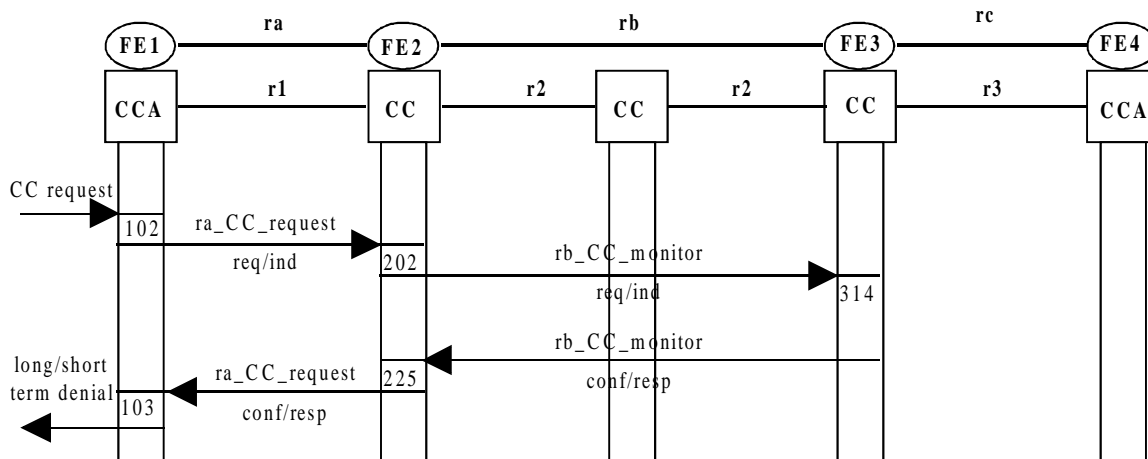 ra rb rc
FE1 FE2 FE3 FE4
r1 r2 r2 r3
CCA CC CC CC CCA
CC request
102
ra_CC_request
req/ind
202
rb_CC_monitor
req/ind
314
rb_CC_monitor
conf/resp
225
ra_CC_request
conf/resp
long/short
term denial
103